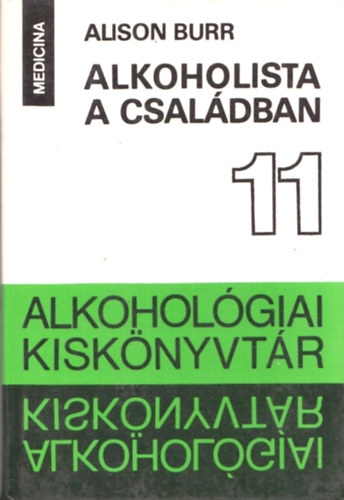 MEDICINA
ALISON BURR
ALKOHOLISTA
A CSALÁDBAN
11
ALKOHOLÓGIAI
KISKÖNYVTÁR
KISKÖNYVTÁR
ALKOHOLÓGIAI